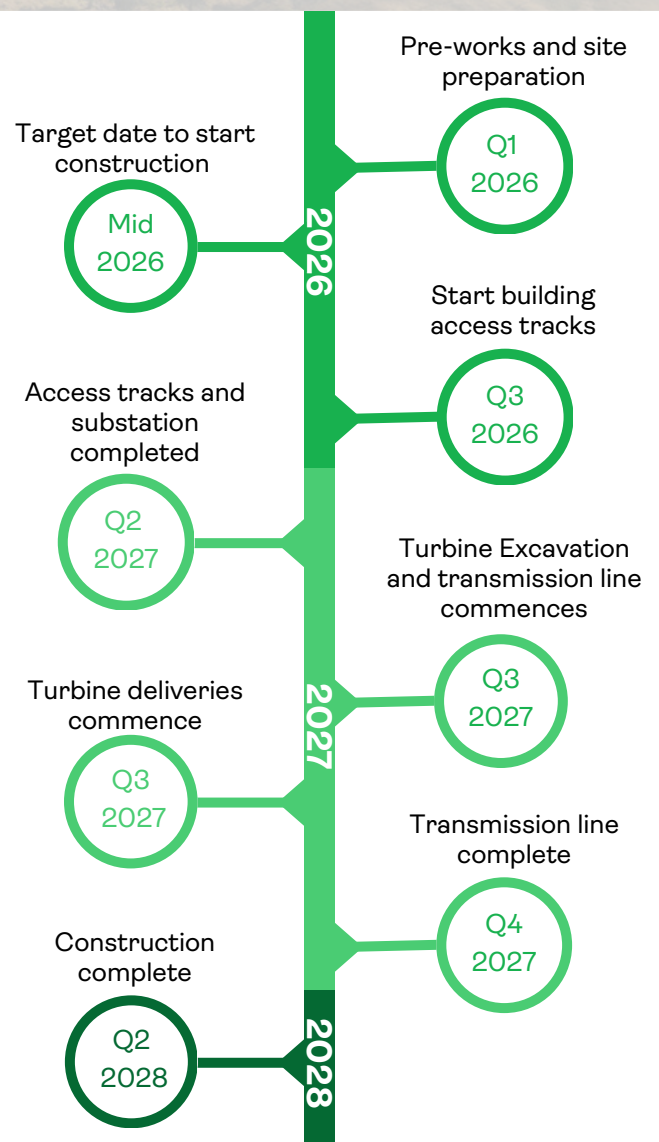 Pre-works and site
preparation
Q1
2026
Target date to start
construction
Mid
2026
2026
Start building
access tracks
Q3
2026
Access tracks and
substation
completed
Q2
2027
Turbine Excavation
and transmission line
commences
Q3
2027
2027
Turbine deliveries
commence
Q3
2027
Transmission line
complete
Q4
2027
Construction
complete
Q2
2028
2028